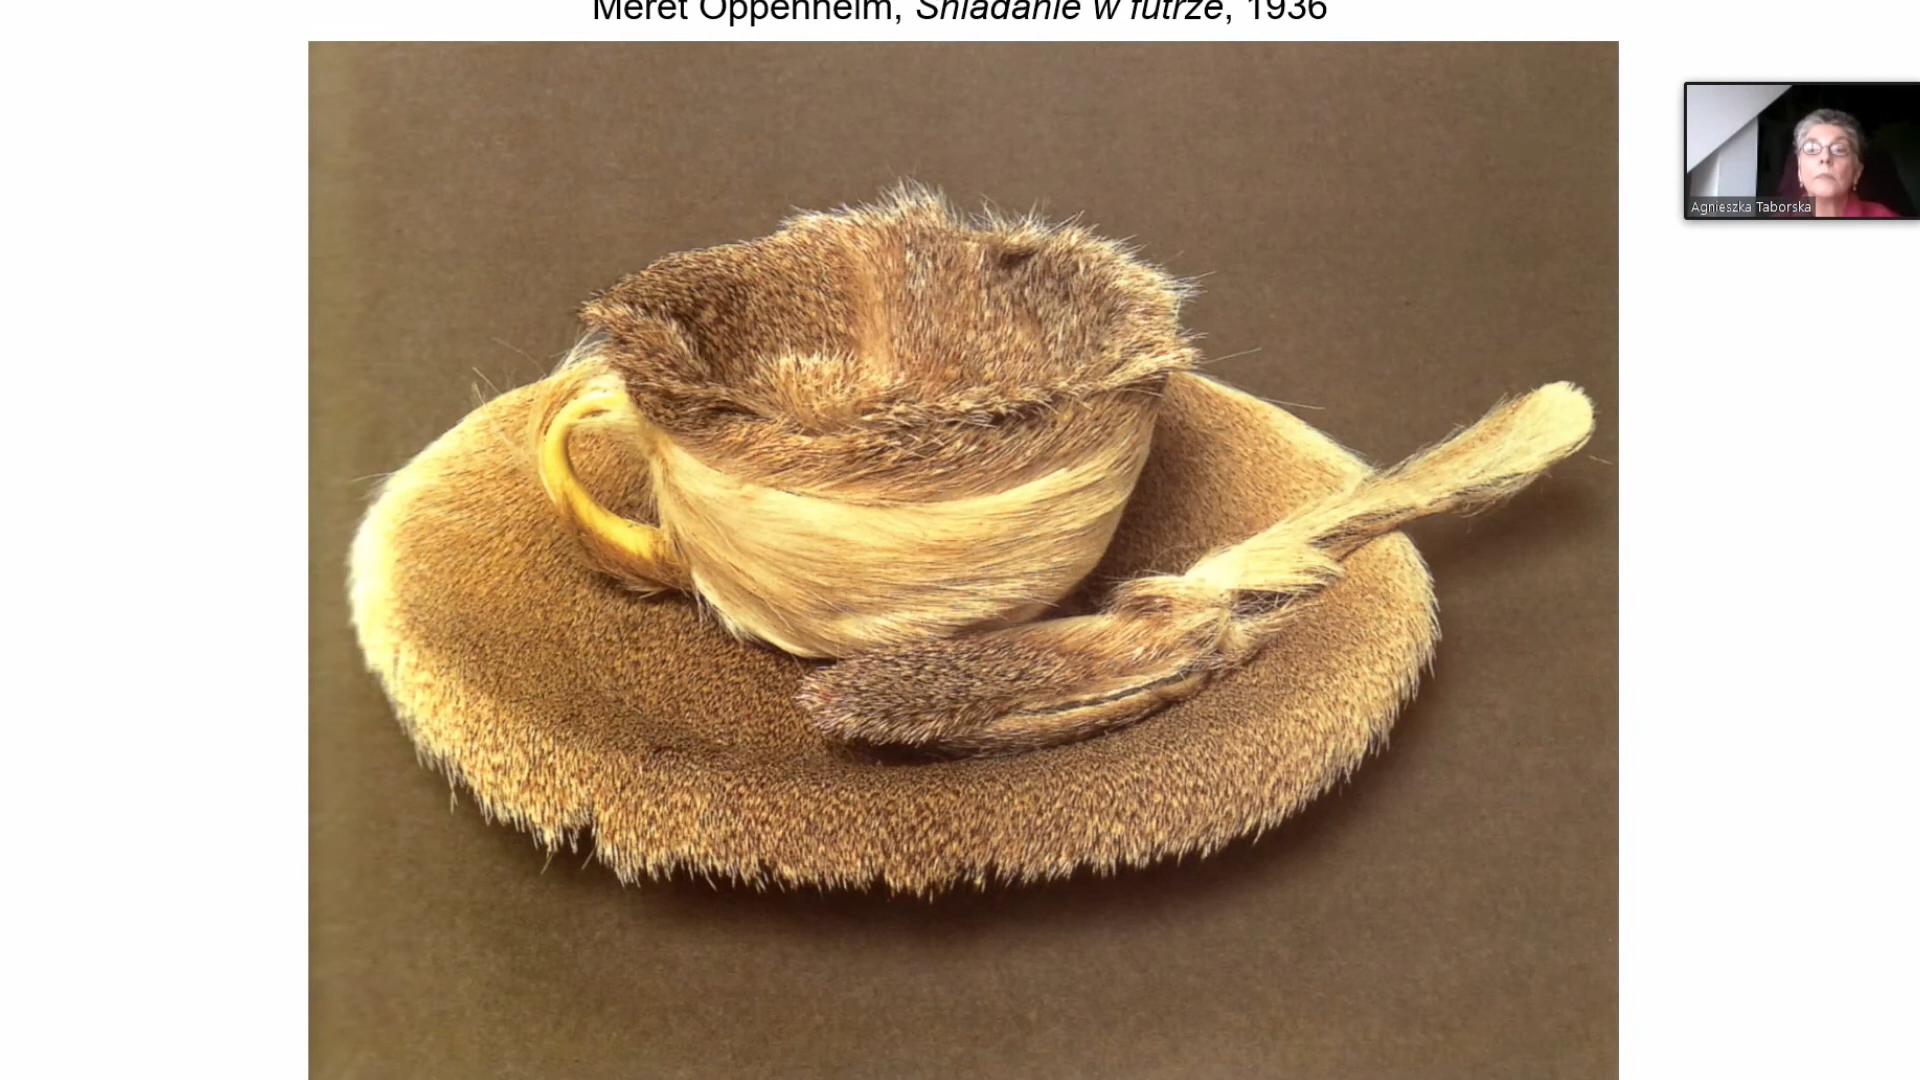 Meret Oppenheim, Śniadanie w futrze, 1936
Agnieszka Taborska